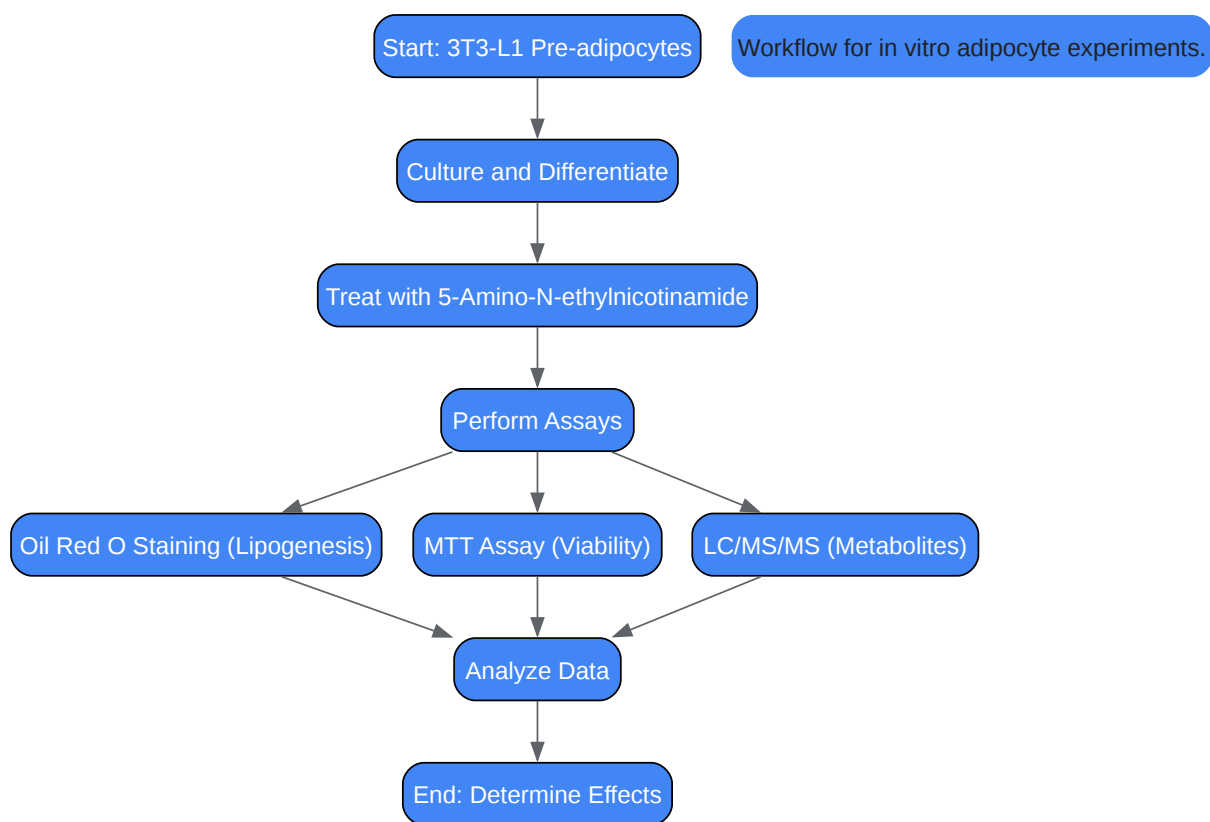 Start: 3T3-L1 Pre-adipocytes
Workflow for in vitro adipocyte experiments.
Culture and Differentiate
Treat with 5-Amino-N-ethylnicotinamide
Perform Assays
Oil Red O Staining (Lipogenesis)
MTT Assay (Viability)
LC/MS/MS (Metabolites)
Analyze Data
End: Determine Effects